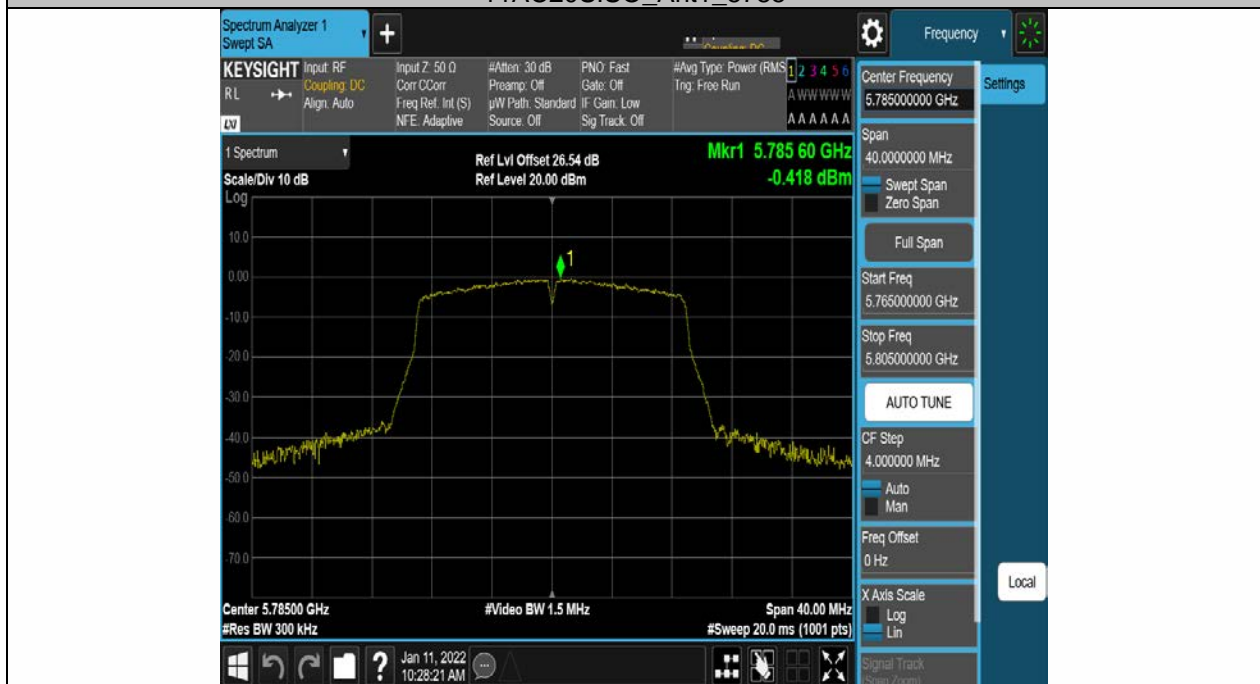 Spectrum Analyzer 1
Swept SA
Frequency
KEYSIGHT
RL
LXI
Input: RF
Coupling: DC
Align: Auto
Input Z: 50 Ω
Corr CCorr
Freq Ref: Int (S)
NFE: Adaptive
#Atten: 30 dB
Preamp: Off
µW Path: Standard
Source: Off
PNO: Fast
Gate: Off
IF Gain: Low
Sig Track: Off
#Avg Type: Power (RMS
Trig: Free Run
1 2 3 4 5 6
A W W W W W
A A A A A A
1 Spectrum
Scale/Div 10 dB
Ref Lvl Offset 26.54 dB
Ref Level 20.00 dBm
Mkr1 5.785 60 GHz
-0.418 dBm
Log
10.0
0.00
-10.0
-20.0
-30.0
-40.0
-50.0
-60.0
-70.0
1
Center 5.78500 GHz
#Res BW 300 kHz
#Video BW 1.5 MHz
Span 40.00 MHz
#Sweep 20.0 ms (1001 pts)
Center Frequency
5.785000000 GHz
Settings
Span
40.0000000 MHz
Swept Span
Zero Span
Full Span
Start Freq
5.765000000 GHz
Stop Freq
5.805000000 GHz
AUTO TUNE
CF Step
4.000000 MHz
Auto
Man
Freq Offset
0 Hz
X Axis Scale
Log
Lin
Signal Track
(Span Zoom)
Local
?
Jan 11, 2022
10:28:21 AM